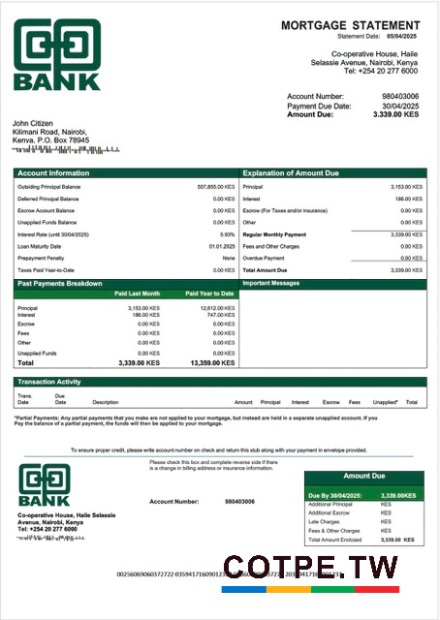 BANK
MORTGAGE STATEMENT
Statement Date: 05/04/2025
Co-operative House, Haile
Selassie Avenue, Nairobi, Kenya
Tel: +254 20 277 6000
Account Number: 980403006
Payment Due Date: 30/04/2025
Amount Due: 3.339.00 KES
John Citizen
Kilimani Road, Nairobi,
Kenva, P.O. Box 78945
Account Information
Outsiding Principal Balance 507,855.00 KES
Deferred Principal Balance 0.00 KES
Escrow Account Balance 0.00 KES
Unapplied Funds Balance 0.00 KES
Interest Rate (until 30/04/2025) 5.93%
Loan Maturity Date 01.01.2025
Prepayment Penalty None
Taxes Paid Year-to-Date 0.00 KES
Explanation of Amount Due
Principal 3,153.00 KES
Interest 186.00 KES
Escrow (For Taxes and/or insurance) 0.00 KES
Other 0.00 KES
Regular Monthly Payment 3,339.00 KES
Fees and Other Charges 0.00 KES
Overdue Payment 0.00 KES
Total Amount Due 3,339.00 KES
Past Payments Breakdown
Paid Last Month Paid Year to Date
Principal 3,153.00 KES 12,612.00 KES
Interest 186.00 KES 747.00 KES
Escrow 0.00 KES 0.00 KES
Fees 0.00 KES 0.00 KES
Other 0.00 KES 0.00 KES
Unapplied Funds 0.00 KES 0.00 KES
Total 3,339.00 KES 13,359.00 KES
Important Messages
Transaction Activity
Trans. Date Due Date Description Amount Principal Interest Escrow Fees Unapplied* Total
*Partial Payments; Any partial payments that you make are not applied to your mortgage, but instead are held in a separate unapplied account. If you
Pay the balance of a partial payment, the funds will then be applied to your mortgage.
To ensure proper credit, please write account number on check and return this stub along with payment in envelope provided.
Please check this box and complete reverse side if there
is a change in billing address or insurance information.
BANK
Account Number: 980403006
Co-operative House, Haile Selassie
Avenue, Nairobi, Kenya
Tel: +254 20 277 6000
Amount Due
Due By 30/04/2025: 3,339.00KES
Additional Principal KES
Additional Escrow KES
Late Charges KES
Fees & Other Charges KES
Total Amount Enclosed 3,339.00 KES
COTPE.TW